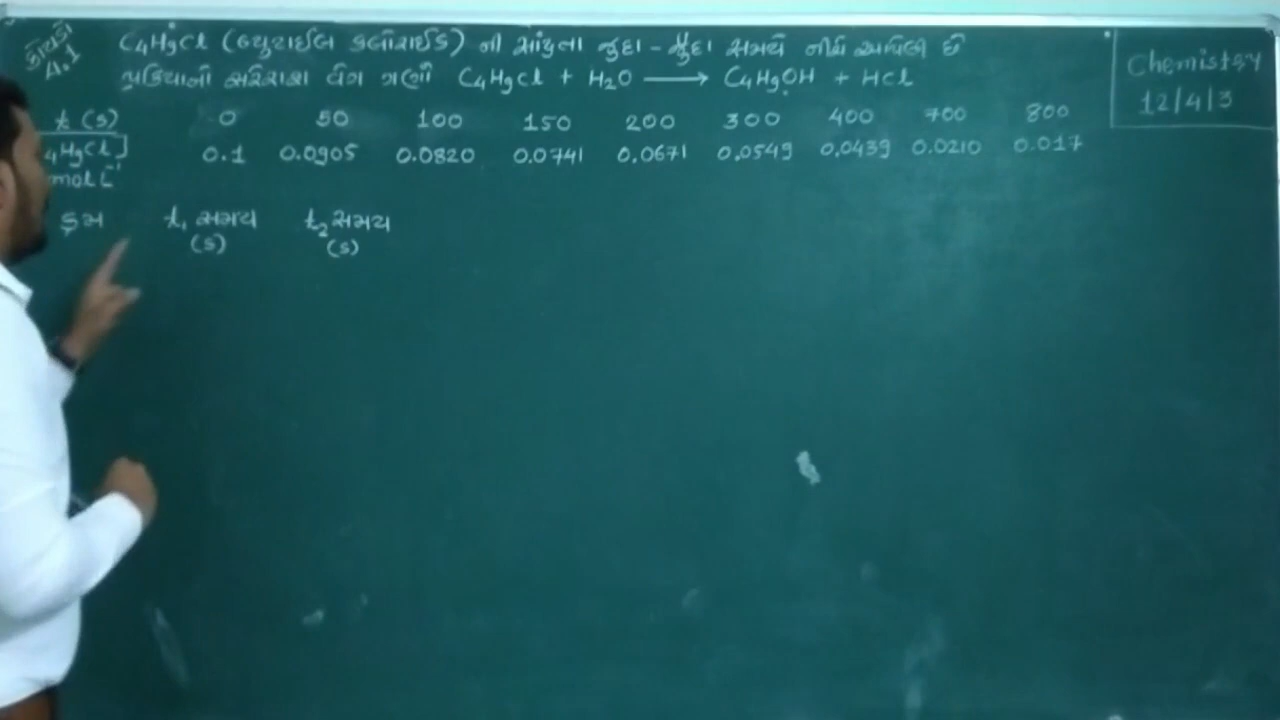 કોયડો 4.1
C₄H₉Cl (બ્યુટાઈલ ક્લોરાઈડ) ની સાંદ્રતા જુદા-જુદા સમયે નીચે આપેલી છે
પ્રક્રિયાનો સરેરાશ વેગ ગણો C₄H₉Cl + H₂O ⟶ C₄H₉OH + HCl
Chemistry
12/4/3
t (s) 0 50 100 150 200 300 400 700 800
4H9Cl] 0.1 0.0905 0.0820 0.0741 0.0671 0.0549 0.0439 0.0210 0.017
mol L⁻¹
ક્રમ t₁ સમય t₂ સમય
(s) (s)